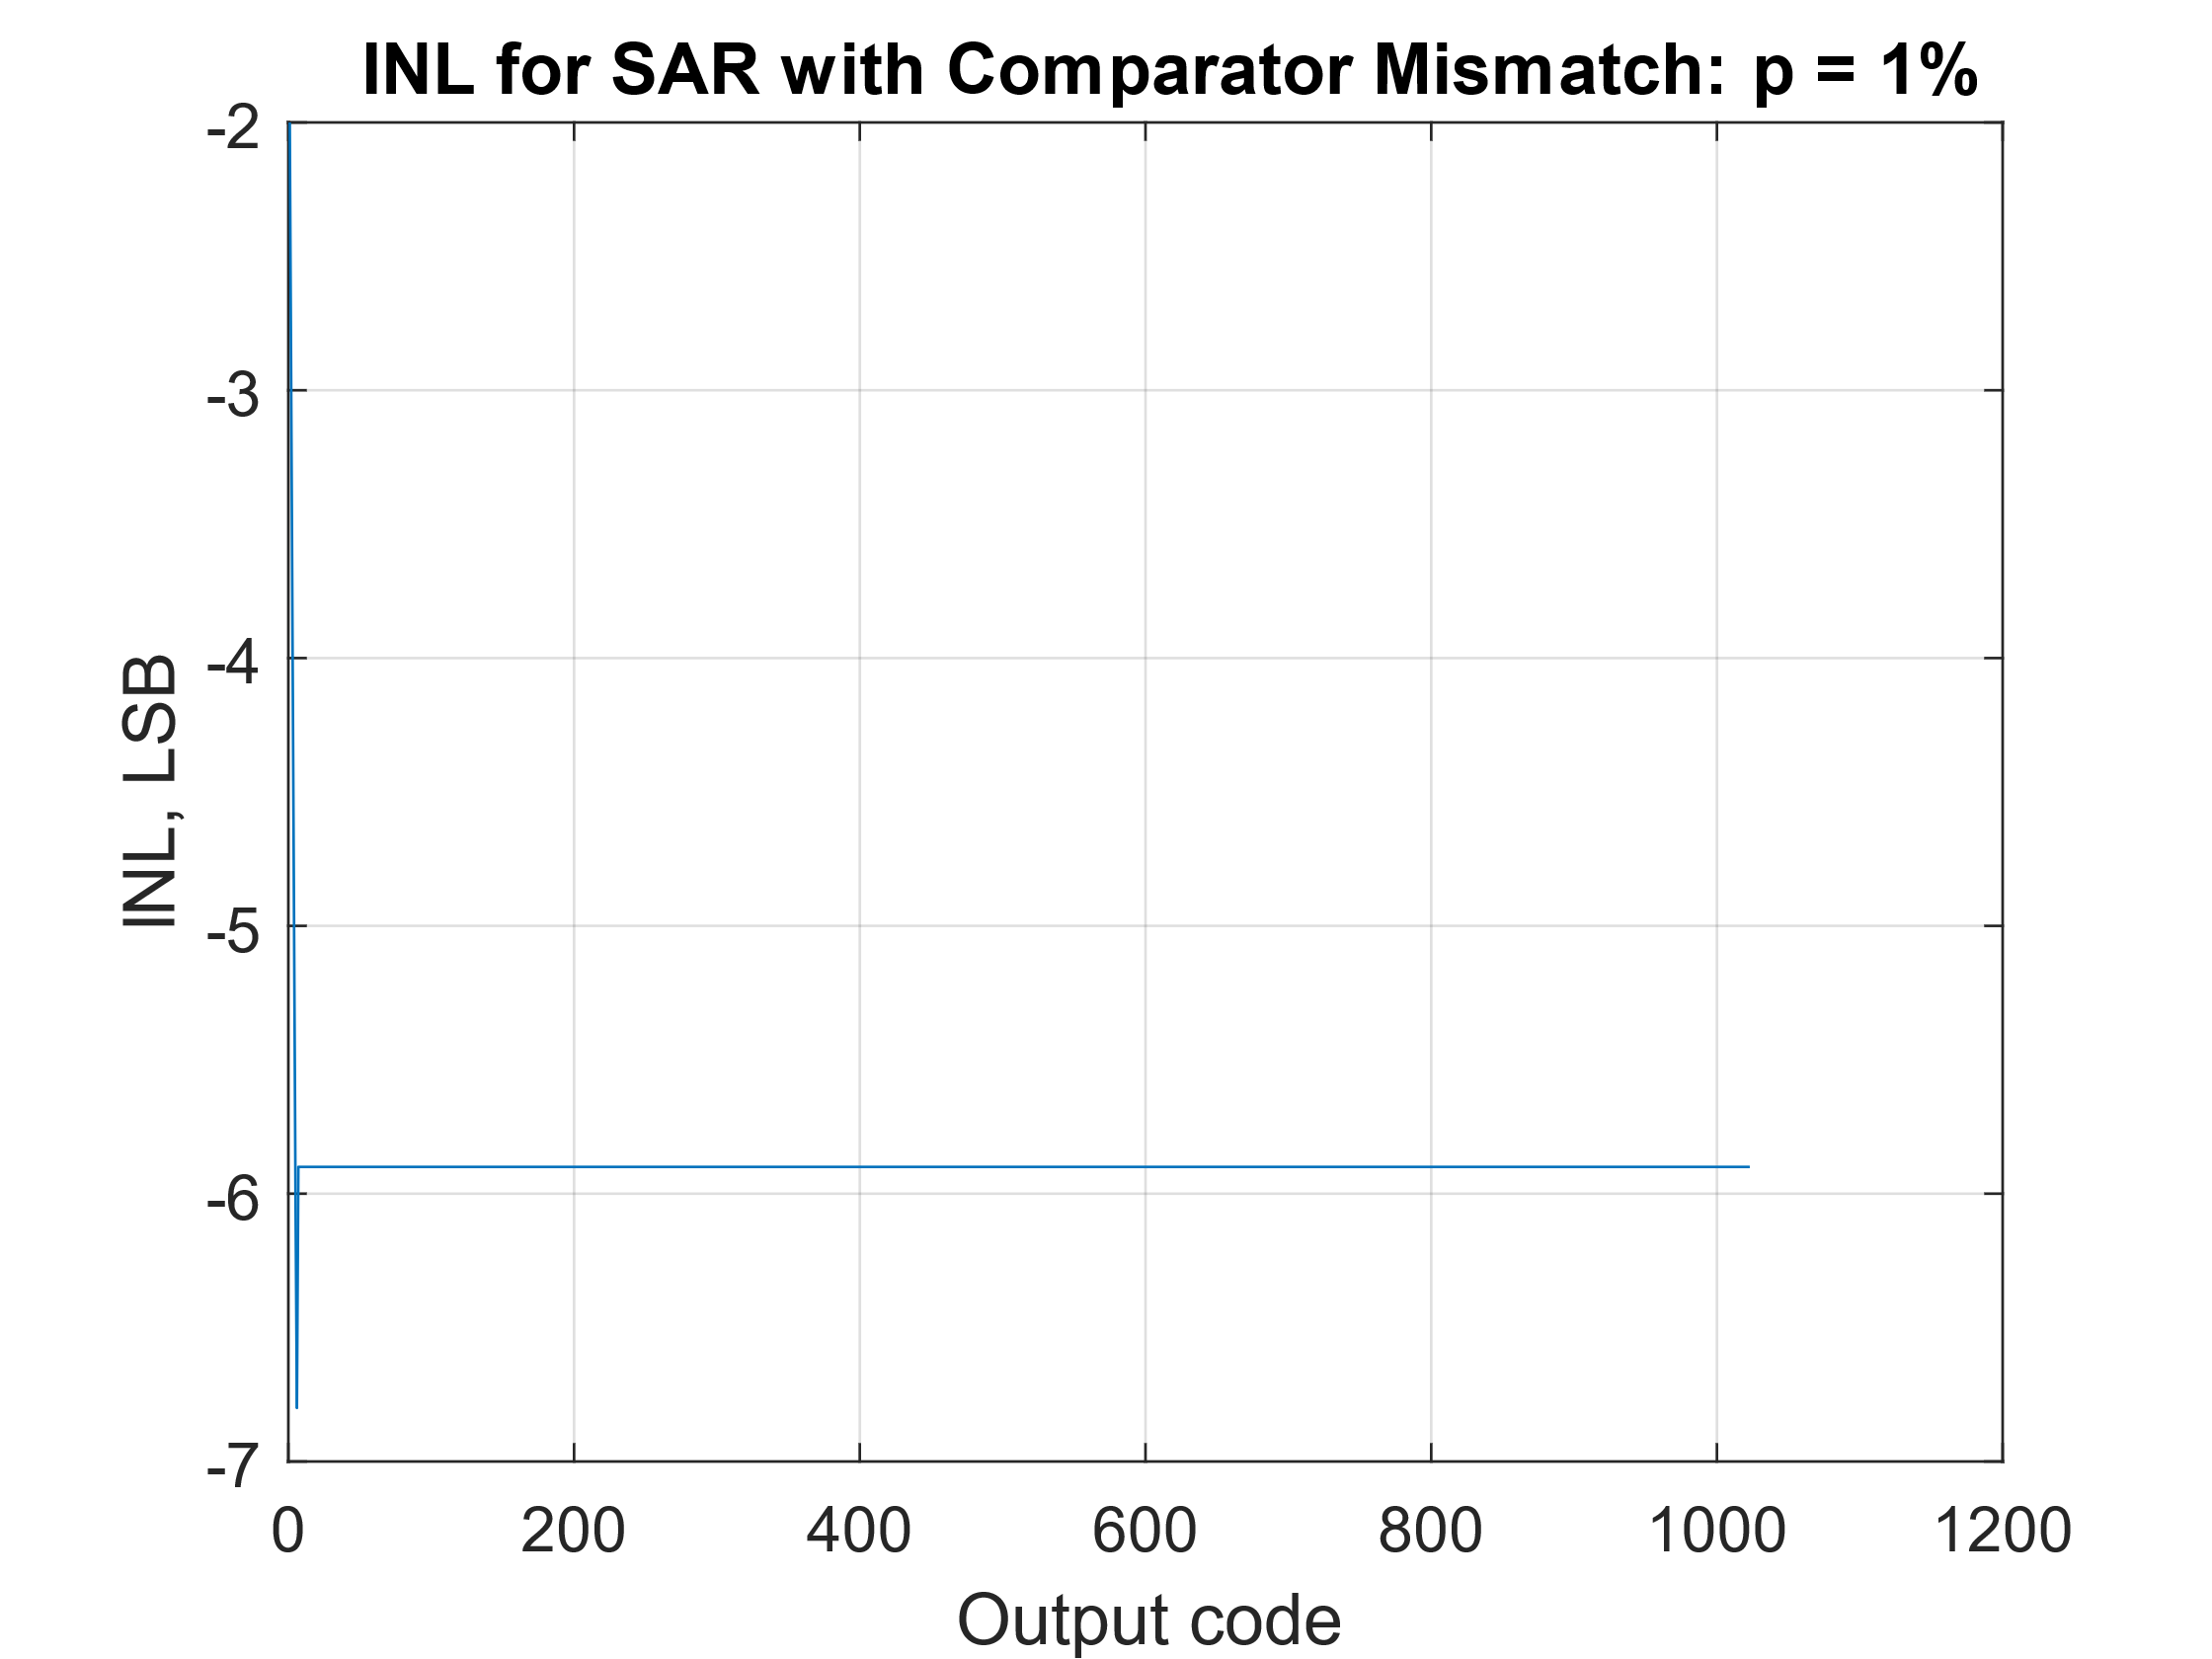 INL for SAR with Comparator Mismatch: p = 1%
-2
-3
-4
-5
-6
-7
INL, LSB
0 200 400 600 800 1000 1200
Output code